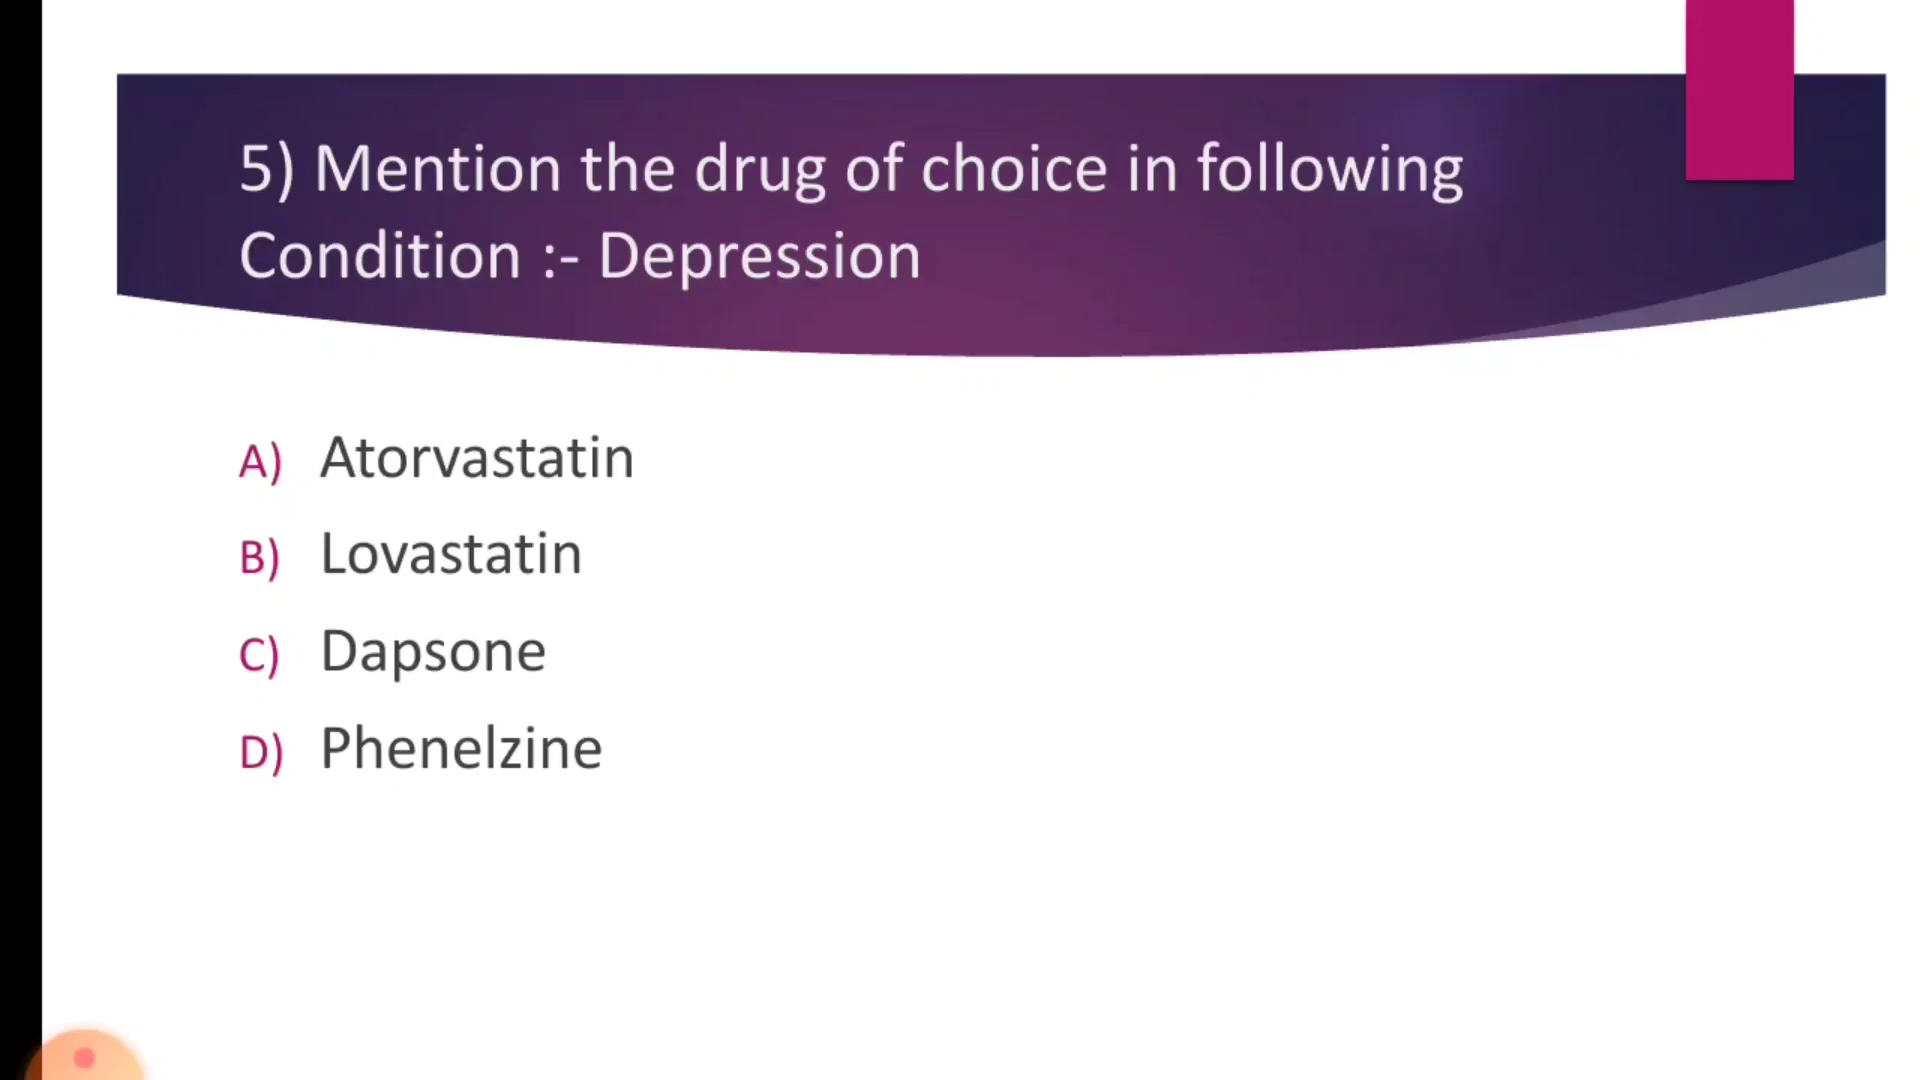 5) Mention the drug of choice in following
Condition :- Depression
A) Atorvastatin
B) Lovastatin
C) Dapsone
D) Phenelzine